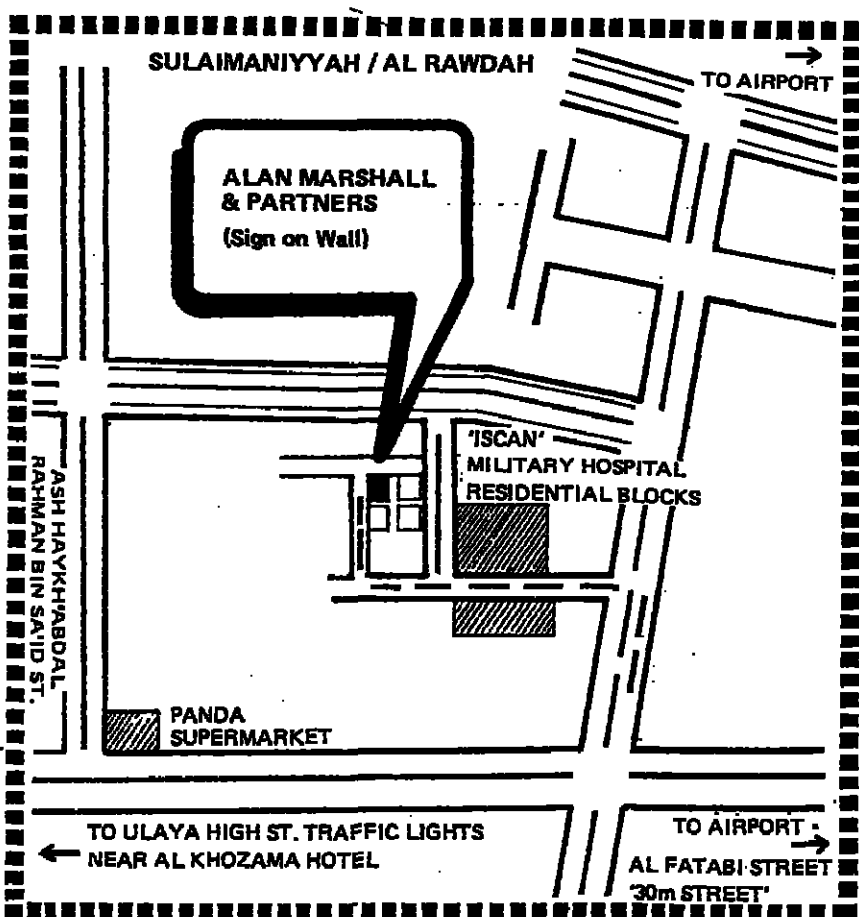 SULAIMANIYYAH / AL RAWDAH
TO AIRPORT
ALAN MARSHALL
& PARTNERS
(Sign on Wall)
'ISCAN'
MILITARY HOSPITAL
RESIDENTIAL BLOCKS
ASH HAYKH'ABDAL
RAHMAN BIN SA'ID ST.
PANDA
SUPERMARKET
TO ULAYA HIGH ST. TRAFFIC LIGHTS
NEAR AL KHOZAMA HOTEL
TO AIRPORT
AL FATABI STREET
'30m STREET'